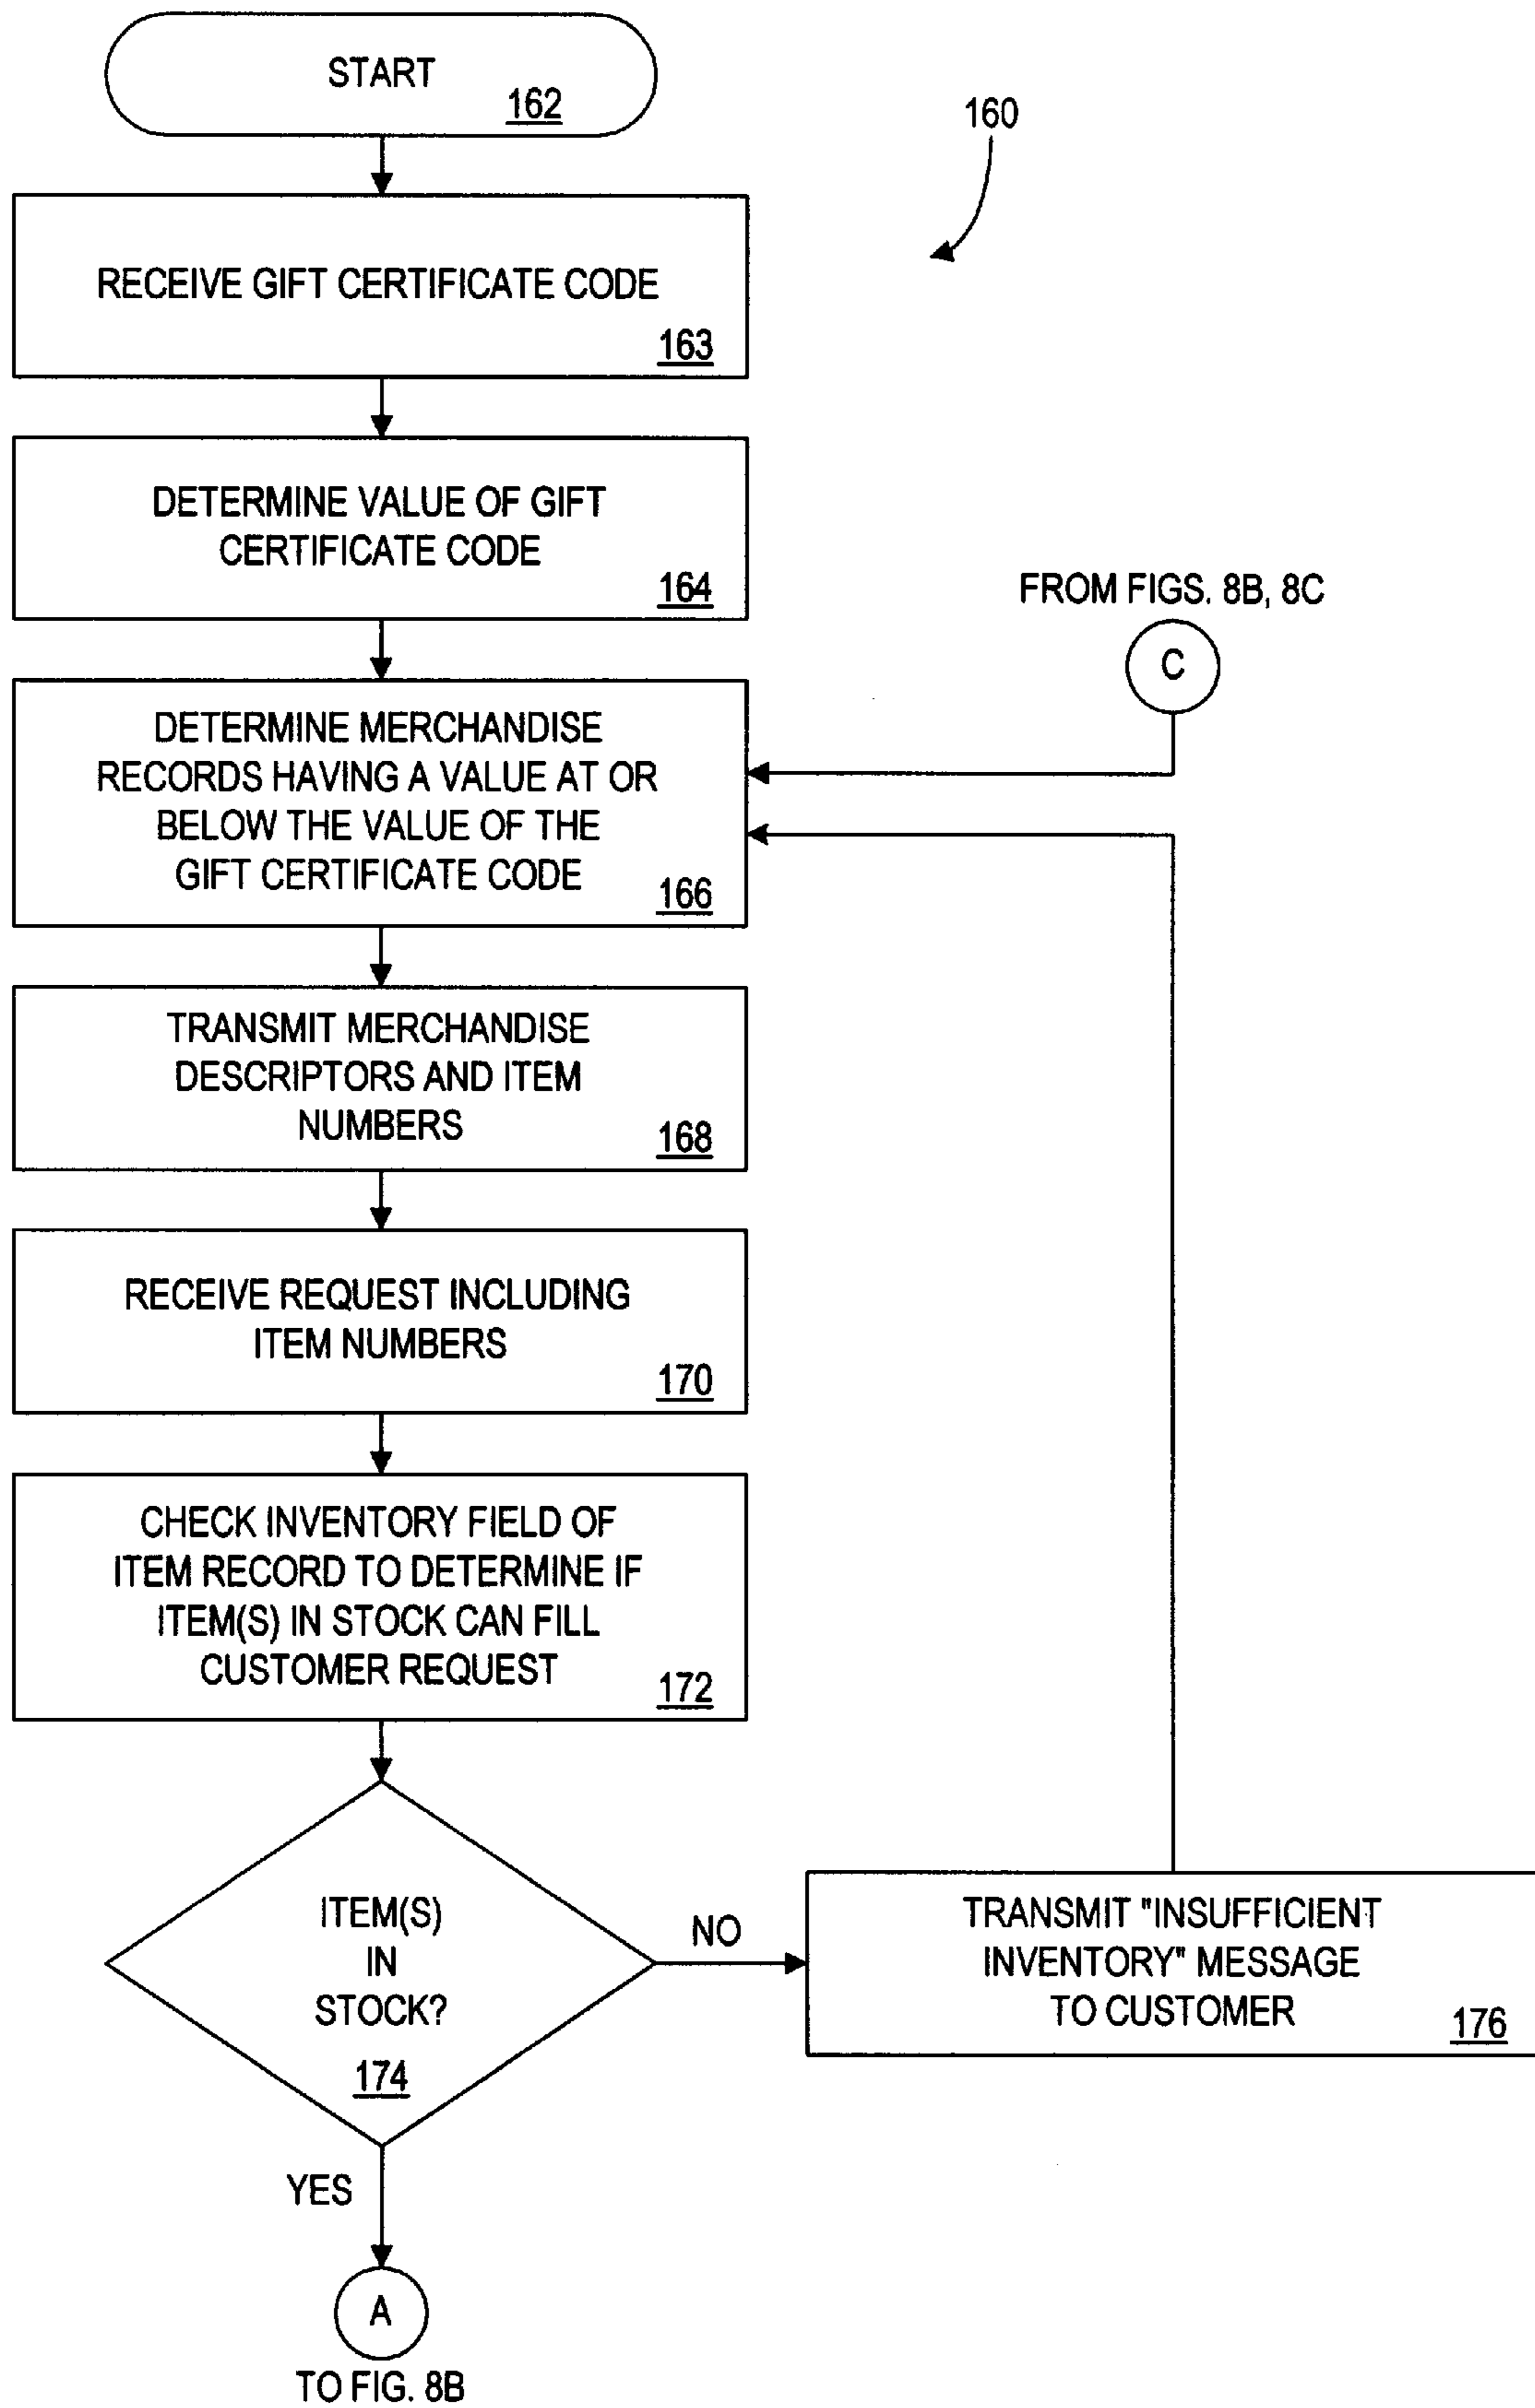 START
162
160
RECEIVE GIFT CERTIFICATE CODE
163
DETERMINE VALUE OF GIFT
CERTIFICATE CODE
164
FROM FIGS. 8B, 8C
C
DETERMINE MERCHANDISE
RECORDS HAVING A VALUE AT OR
BELOW THE VALUE OF THE
GIFT CERTIFICATE CODE
166
TRANSMIT MERCHANDISE
DESCRIPTORS AND ITEM
NUMBERS
168
RECEIVE REQUEST INCLUDING
ITEM NUMBERS
170
CHECK INVENTORY FIELD OF
ITEM RECORD TO DETERMINE IF
ITEM(S) IN STOCK CAN FILL
CUSTOMER REQUEST
172
ITEM(S)
IN
STOCK?
174
NO
TRANSMIT "INSUFFICIENT
INVENTORY" MESSAGE
TO CUSTOMER
176
YES
A
TO FIG. 8B